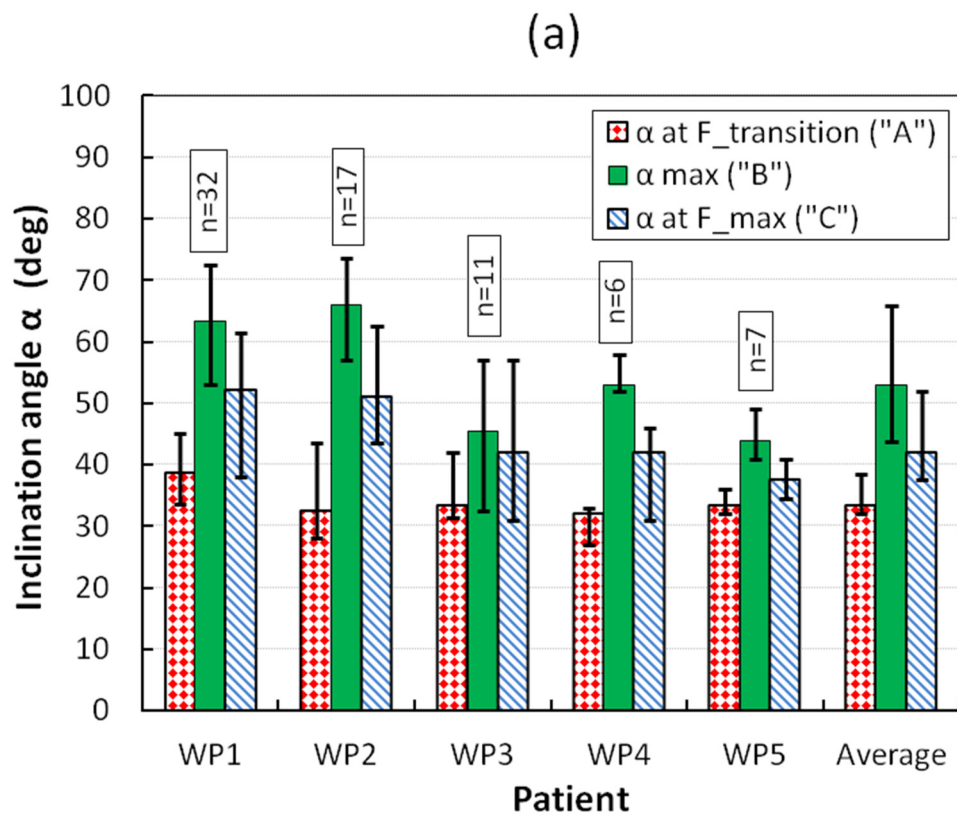 (a)
Inclination angle α (deg)
100
90
80
70
60
50
40
30
20
10
0
α at F_transition ("A")
α max ("B")
α at F_max ("C")
n=32
n=17
n=11
n=6
n=7
WP1 WP2 WP3 WP4 WP5 Average
Patient